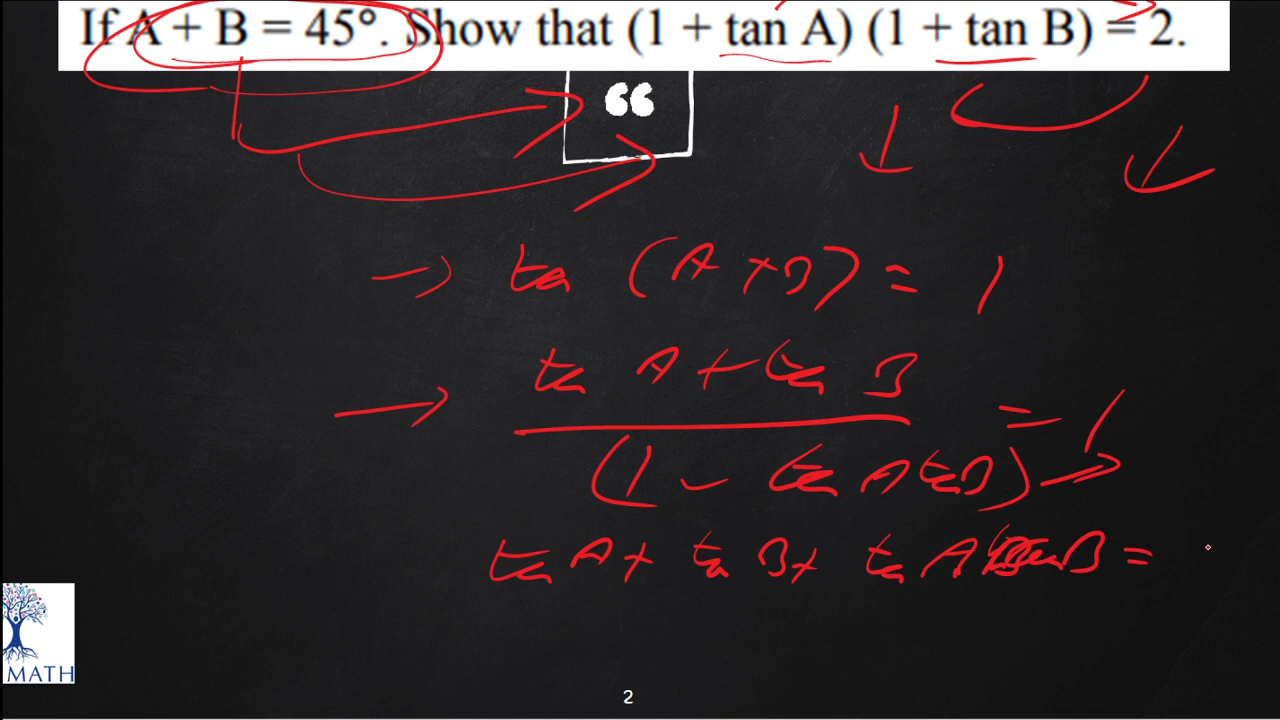 If A + B = 45°. Show that (1 + tan A) (1 + tan B) = 2.
“
→ tan (A + B) = 1
→ tan A + tan B
= 1
(1 - tan A tan B)
tan A + tan B + tan A tan B =
MATH
2